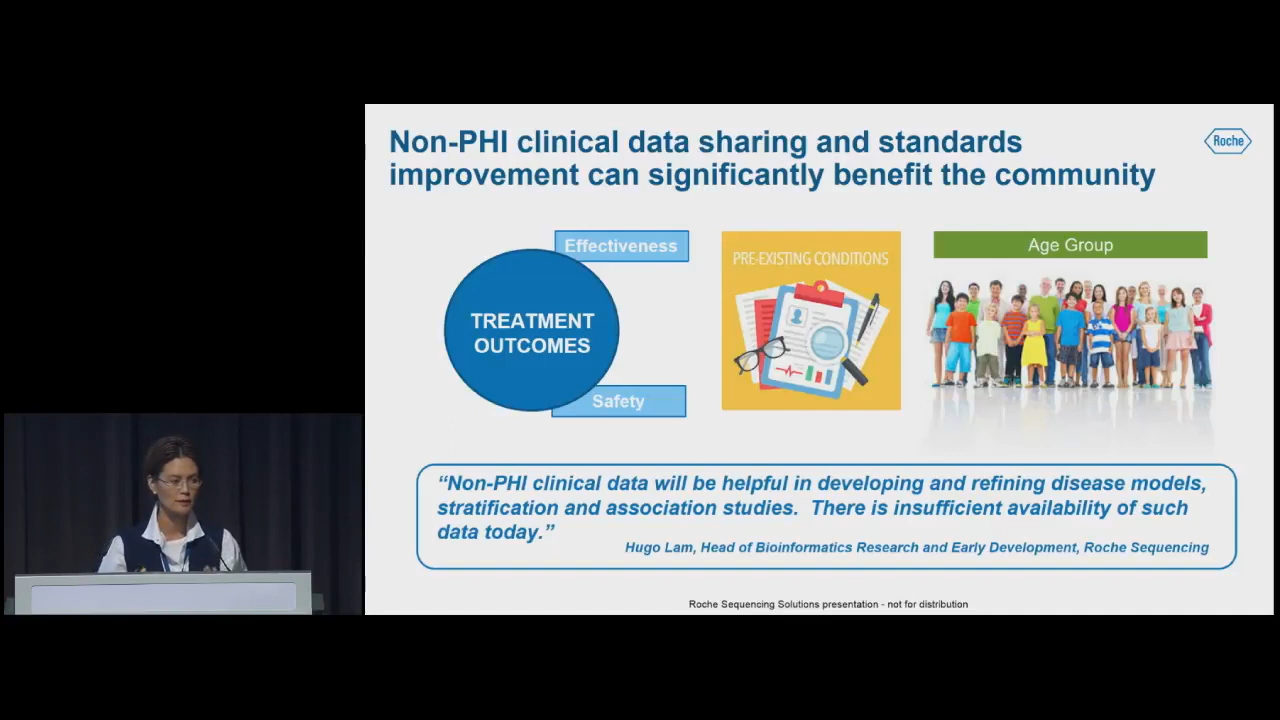 Non-PHI clinical data sharing and standards
improvement can significantly benefit the community
Roche
Effectiveness
TREATMENT
OUTCOMES
Safety
PRE-EXISTING CONDITIONS
Age Group
“Non-PHI clinical data will be helpful in developing and refining disease models,
stratification and association studies.  There is insufficient availability of such
data today.”
Hugo Lam, Head of Bioinformatics Research and Early Development, Roche Sequencing
Roche Sequencing Solutions presentation - not for distribution